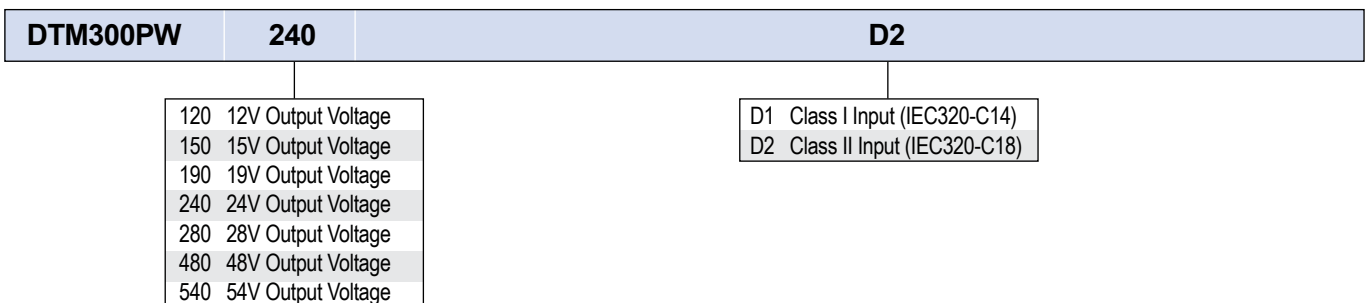 DTM300PW 240 D2
120 12V Output Voltage
150 15V Output Voltage
190 19V Output Voltage
240 24V Output Voltage
280 28V Output Voltage
480 48V Output Voltage
540 54V Output Voltage
D1 Class I Input (IEC320-C14)
D2 Class II Input (IEC320-C18)